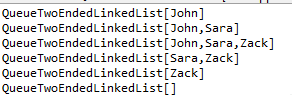 QueueTwoEndedLinkedList[John]
QueueTwoEndedLinkedList[John,Sara]
QueueTwoEndedLinkedList[John,Sara,Zack]
QueueTwoEndedLinkedList[Sara,Zack]
QueueTwoEndedLinkedList[Zack]
QueueTwoEndedLinkedList[]